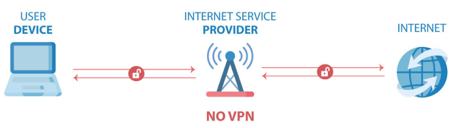 USER
DEVICE
INTERNET SERVICE
PROVIDER
INTERNET
NO VPN